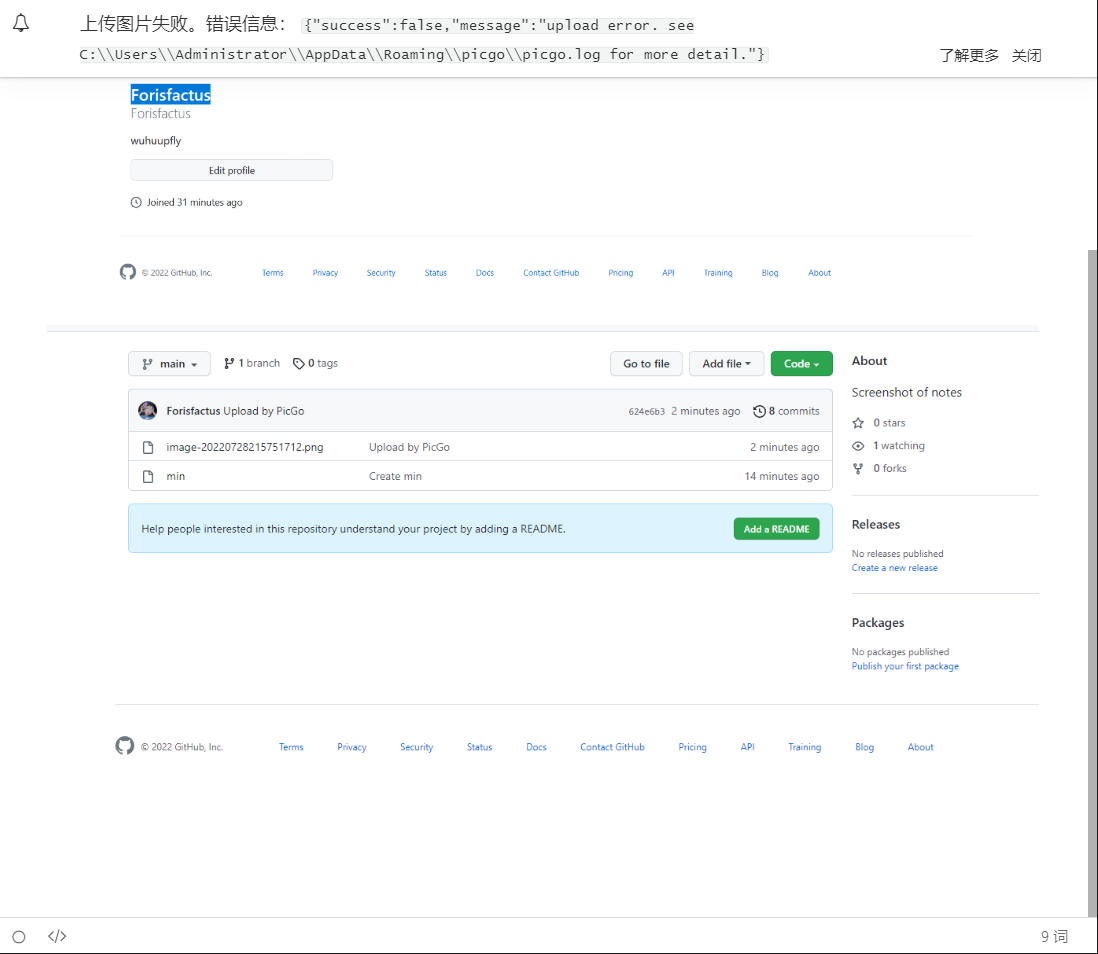 上传图片失败。错误信息： {"success":false,"message":"upload error. see
C:\\Users\\Administrator\\AppData\\Roaming\\picgo\\picgo.log for more detail."}
了解更多 关闭
Forisfactus
Forisfactus
wuhuupfly
Edit profile
Joined 31 minutes ago
© 2022 GitHub, Inc. Terms Privacy Security Status Docs Contact GitHub Pricing API Training Blog About
main 1 branch 0 tags Go to file Add file Code
Forisfactus Upload by PicGo 624e6b3 2 minutes ago 8 commits
image-20220728215751712.png Upload by PicGo 2 minutes ago
min Create min 14 minutes ago
Help people interested in this repository understand your project by adding a README. Add a README
About
Screenshot of notes
0 stars
1 watching
0 forks
Releases
No releases published
Create a new release
Packages
No packages published
Publish your first package
© 2022 GitHub, Inc. Terms Privacy Security Status Docs Contact GitHub Pricing API Training Blog About
9 词